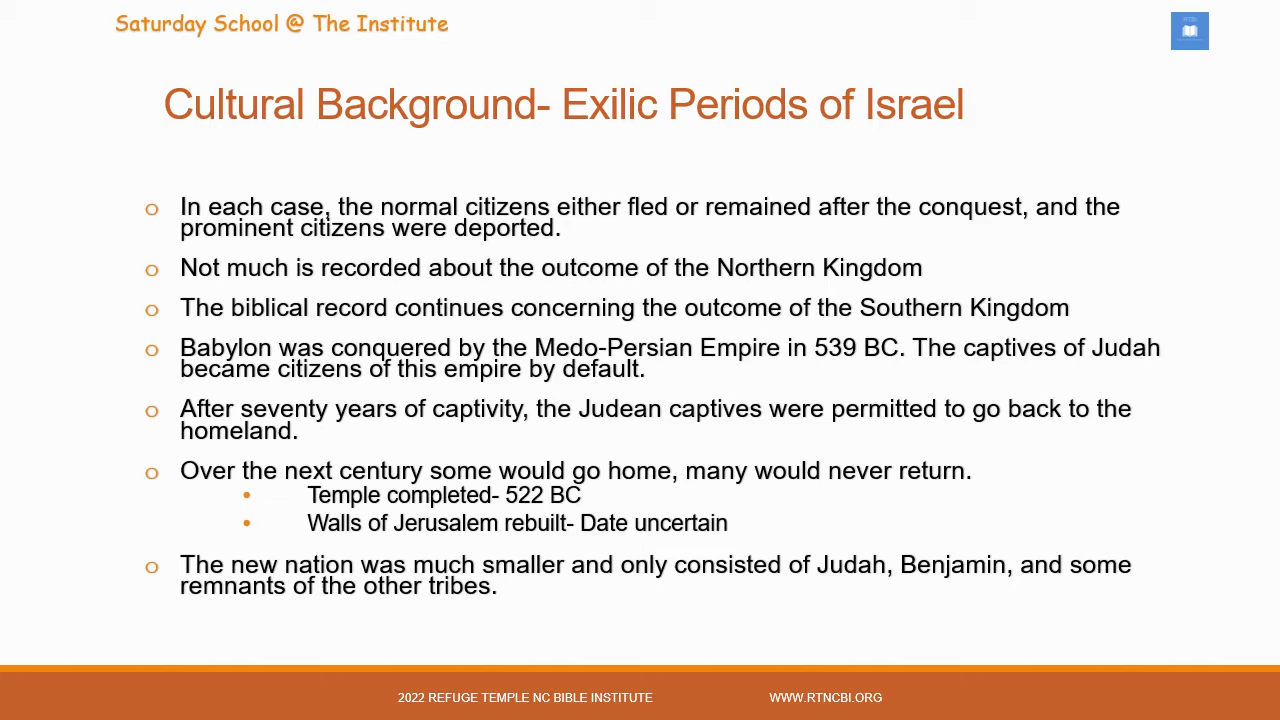 Saturday School @ The Institute
Cultural Background- Exilic Periods of Israel
o In each case, the normal citizens either fled or remained after the conquest, and the
prominent citizens were deported.
o Not much is recorded about the outcome of the Northern Kingdom
o The biblical record continues concerning the outcome of the Southern Kingdom
o Babylon was conquered by the Medo-Persian Empire in 539 BC. The captives of Judah
became citizens of this empire by default.
o After seventy years of captivity, the Judean captives were permitted to go back to the
homeland.
o Over the next century some would go home, many would never return.
• Temple completed- 522 BC
• Walls of Jerusalem rebuilt- Date uncertain
o The new nation was much smaller and only consisted of Judah, Benjamin, and some
remnants of the other tribes.
2022 REFUGE TEMPLE NC BIBLE INSTITUTE WWW.RTNCBI.ORG